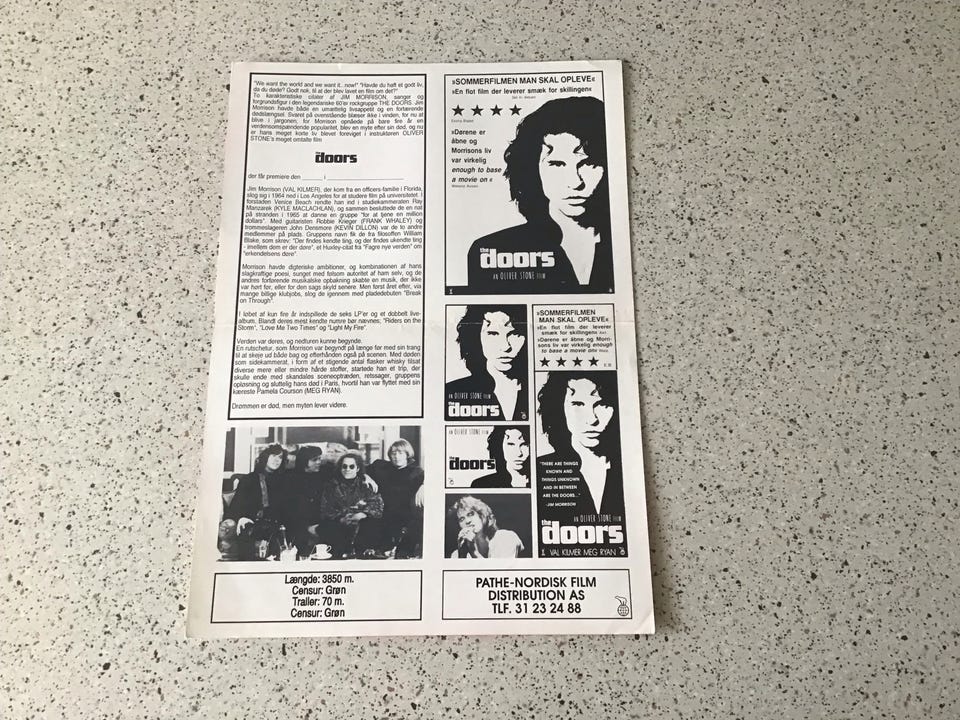 "We want the world and we want it...now!" "Havde du haft et godt liv,
da du døde? Godt nok, til at der blev lavet en film om det?"
To karakteristiske citater af JIM MORRISON, sanger og
forgrundsfigur i den legendariske 60'er rockgruppe THE DOORS. Jim
Morrison havde både en umættelig livsappetit og en fortærende
dødslængsel. Svaret på ovenstående blæser ikke i vinden, for nu at
blive i jargonen, for Morrison opnåede på bare fire år en
verdensomspændende popularitet, blev en myte efter sin død, og nu
er hans meget korte liv blevet foreviget i instruktøren OLIVER
STONE's meget omtalte film
the doors
der får premiere den ______ i ______
Jim Morrison (VAL KILMER), der kom fra en officers-familie i Florida,
slog sig i 1964 ned i Los Angeles for at studere film på universitetet. I
forstaden Venice Beach rendte han ind i studiekammeraten Ray
Manzarek (KYLE MACLACHLAN), og sammen besluttede de en nat
på stranden i 1965 at danne en gruppe "for at tjene en million
dollars". Med guitaristen Robbie Krieger (FRANK WHALEY) og
trommeslageren John Densmore (KEVIN DILLON) var de to andre
medlemmer på plads. Gruppens navn fik de fra filosoffen William
Blake, som skrev: "Der findes kendte ting, og der findes ukendte ting
- imellem dem er der døre", et Huxley-citat fra "Fagre nye verden" om
"erkendelsens døre".
Morrison havde digteriske ambitioner, og kombinationen af hans
slagkraftige poesi, sunget med følsom autoritet af ham selv, og de
andres forførende musikalske opbakning skabte en musik, der ikke
var hørt før, eller for den sags skyld senere. Men først året efter, via
mange billige klubjobs, slog de igennem med pladedebuten "Break
on Through".
I løbet af kun fire år indspillede de seks LP'er og et dobbelt live-
album. Blandt deres mest kendte numre bør nævnes; "Riders on the
Storm", "Love Me Two Times" og "Light My Fire"
Verden var deres, og nedturen kunne begynde.
En rutschetur, som Morrison var begyndt på længe før med sin trang
til at skeje ud både bag og efterhånden også på scenen. Med døden
som sidekammerat, i form af et stigende antal flasker whisky tilsat
diverse mere eller mindre hårde stoffer, startede han et trip, der
skulle ende med skandaløse sceneoptræden, retssager, gruppens
opløsning og sluttelig hans død i Paris, hvortil han var flyttet med sin
kæreste Pamela Courson (MEG RYAN).
Drømmen er død, men myten lever videre.
Længde: 3850 m.
Censur: Grøn
Trailer: 70 m.
Censur: Grøn
»SOMMERFILMEN MAN SKAL OPLEVE«
»En flot film der leverer smæk for skillingen«
Ekstra Bladet
»Dørene er
åbne og
Morrisons liv
var virkelig
enough to base
a movie on «
the
doors
AN OLIVER STONE FILM
AN OLIVER STONE FILM
the
doors
AN OLIVER STONE FILM
the
doors
»SOMMERFILMEN
MAN SKAL OPLEVE«
»En flot film der leverer
smæk for skillingen«
»Dørene er åbne og Morri-
sons liv var virkelig enough
to base a movie on«
E.B.
"THERE ARE THINGS
KNOWN AND
THINGS UNKNOWN
AND IN BETWEEN
ARE THE DOORS..."
-JIM MORRISON
AN OLIVER STONE FILM
the
doors
VAL KILMER MEG RYAN
PATHE-NORDISK FILM
DISTRIBUTION AS
TLF. 31 23 24 88